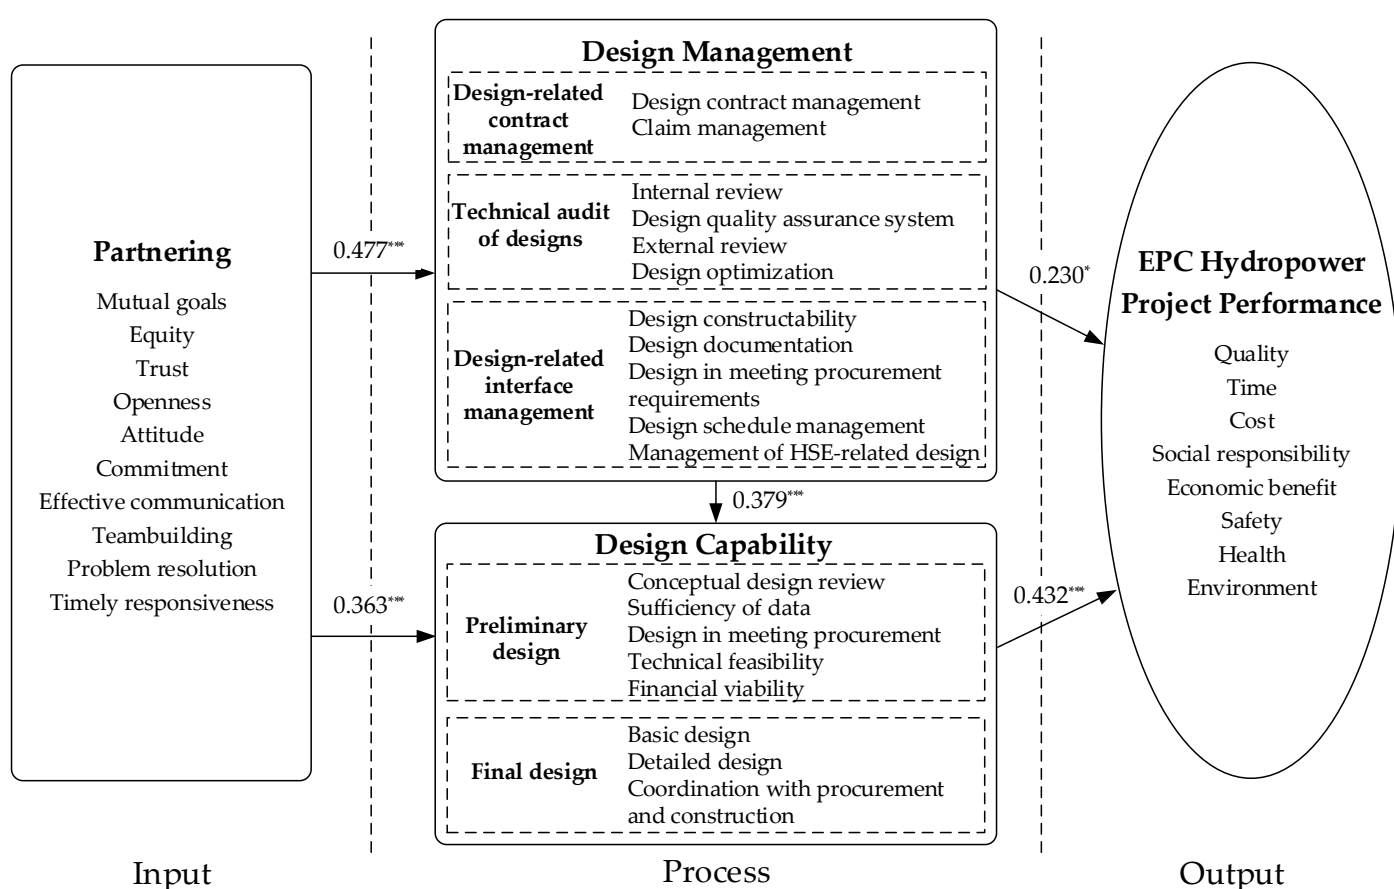 Partnering
Mutual goals
Equity
Trust
Openness
Attitude
Commitment
Effective communication
Teambuilding
Problem resolution
Timely responsiveness
0.477***
0.363***
Design Management
Design-related
contract
management
Design contract management
Claim management
Technical audit
of designs
Internal review
Design quality assurance system
External review
Design optimization
Design-related
interface
management
Design constructability
Design documentation
Design in meeting procurement
requirements
Design schedule management
Management of HSE-related design
0.379***
Design Capability
Preliminary
design
Conceptual design review
Sufficiency of data
Design in meeting procurement
Technical feasibility
Financial viability
Final design
Basic design
Detailed design
Coordination with procurement
and construction
0.230*
0.432***
EPC Hydropower
Project Performance
Quality
Time
Cost
Social responsibility
Economic benefit
Safety
Health
Environment
Input
Process
Output